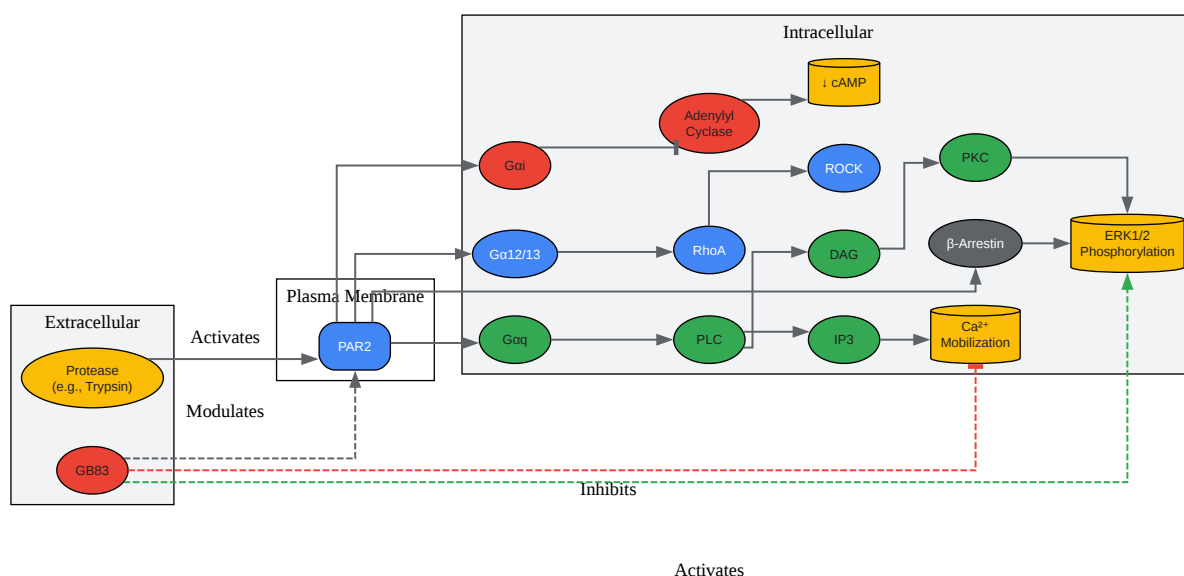 Intracellular
↓ cAMP
Adenylyl
Cyclase
PKC
Gαi
ROCK
ERK1/2
Phosphorylation
β-Arrestin
Gα12/13
RhoA
DAG
Plasma Membrane
Extracellular
Activates
PAR2
Gαq
PLC
IP3
Ca²⁺
Mobilization
Protease
(e.g., Trypsin)
Modulates
GB83
Inhibits
Activates